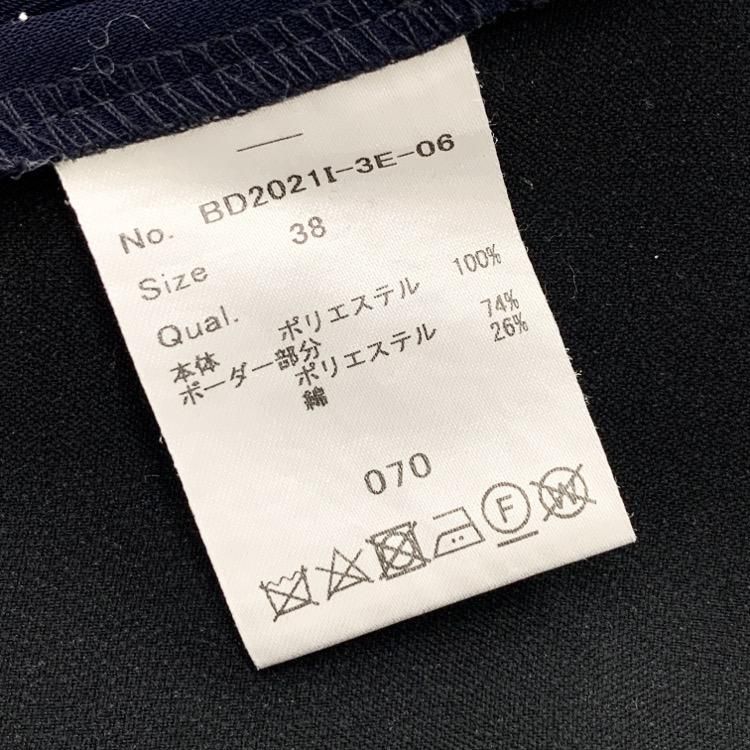 No. BD2021I-3E-06
Size 38
Qual.
本体 ポリエステル 100%
ボーダー部分
ポリエステル 74%
綿 26%
070
F
W